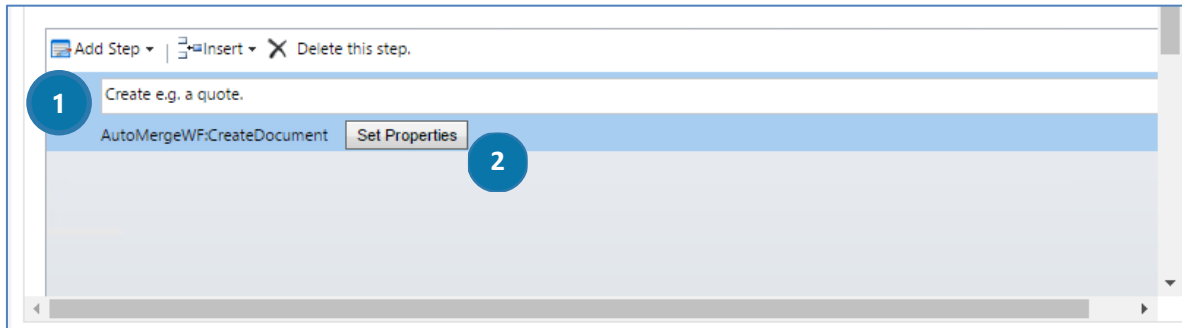 Add Step Insert Delete this step.
1 Create e.g. a quote.
AutoMergeWF:CreateDocument Set Properties
2